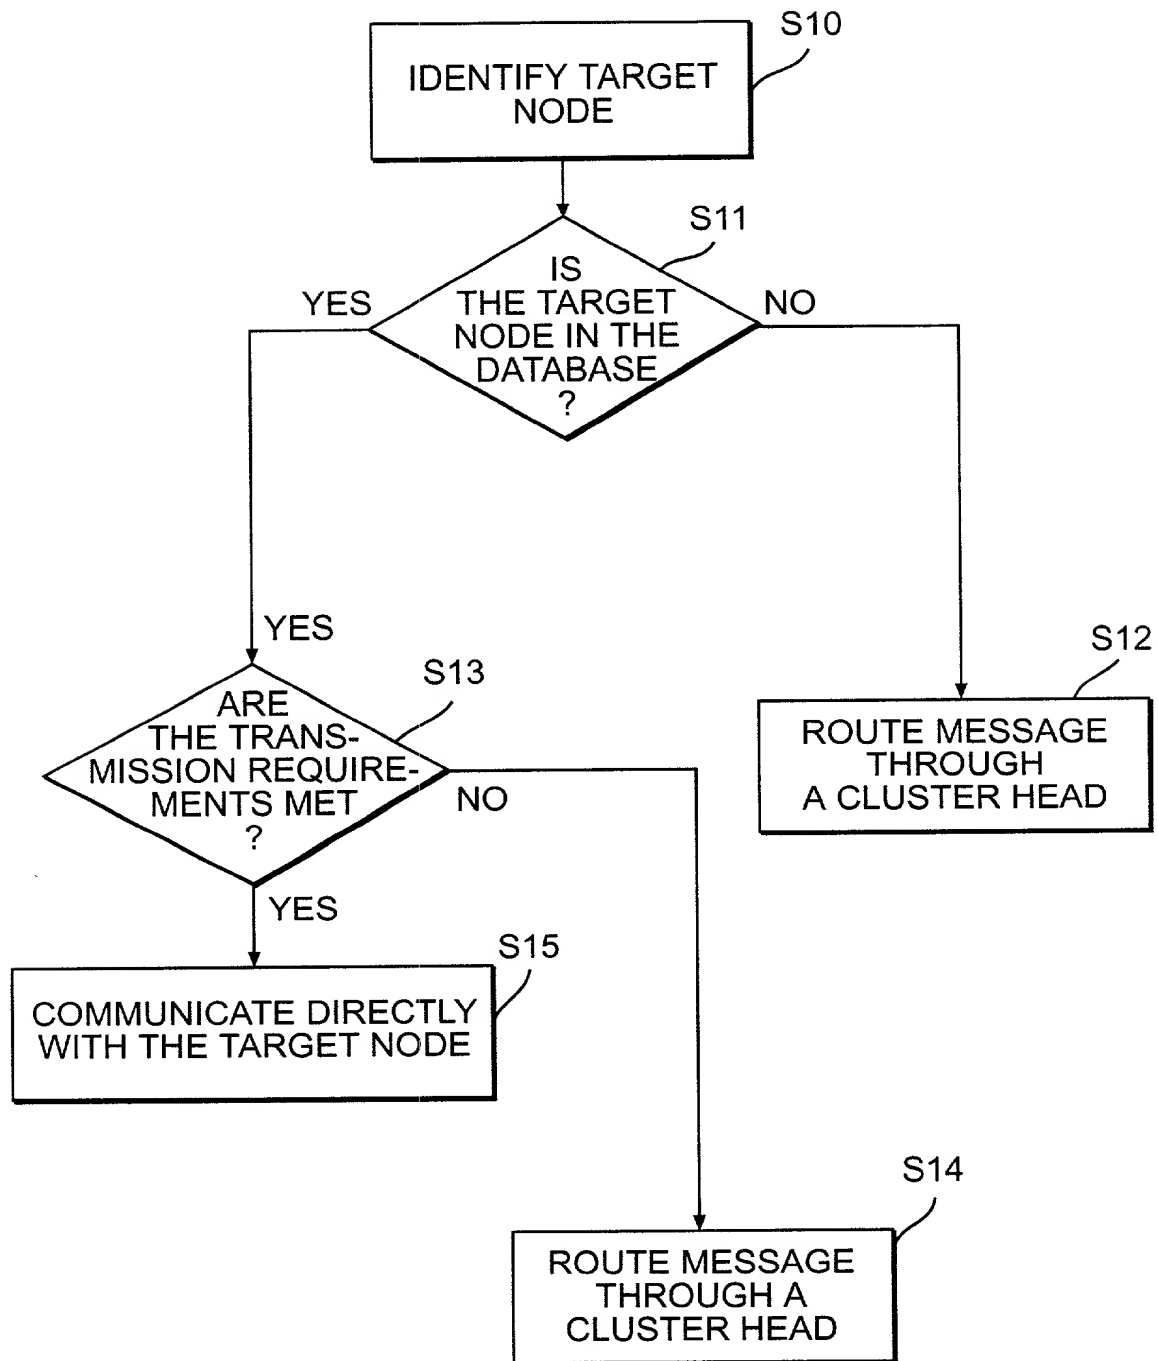 S10
IDENTIFY TARGET
NODE
S11
IS
THE TARGET
NODE IN THE
DATABASE
?
YES
NO
YES
S13
ARE
THE TRANS-
MISSION REQUIRE-
MENTS MET
?
NO
YES
S12
ROUTE MESSAGE
THROUGH
A CLUSTER HEAD
S15
COMMUNICATE DIRECTLY
WITH THE TARGET NODE
S14
ROUTE MESSAGE
THROUGH A
CLUSTER HEAD